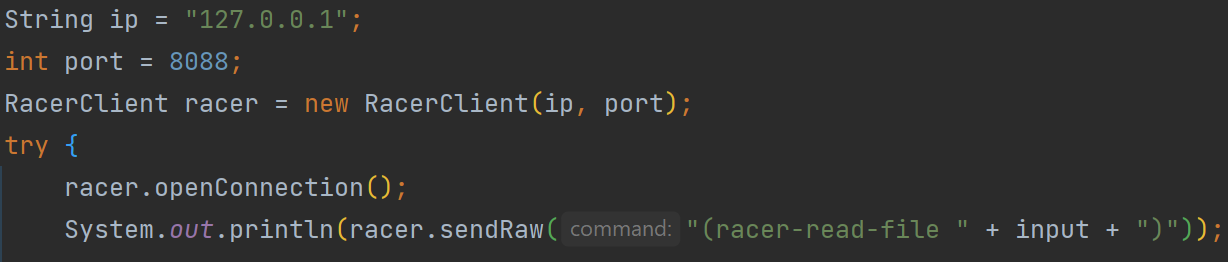 String ip = "127.0.0.1";
int port = 8088;
RacerClient racer = new RacerClient(ip, port);
try {
    racer.openConnection();
    System.out.println(racer.sendRaw( command: "(racer-read-file " + input + ")"));